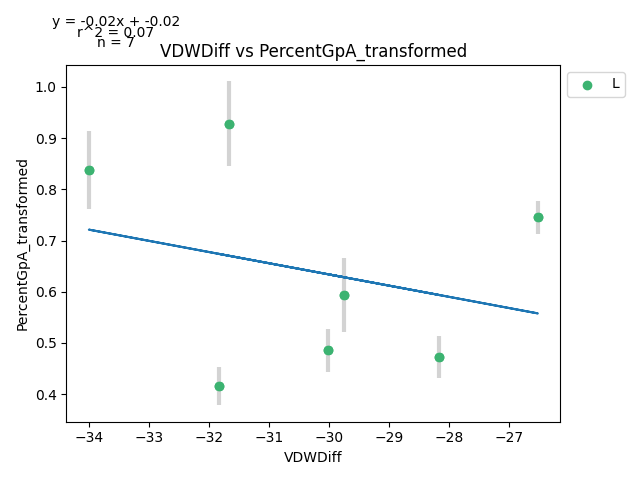 y = -0.02x + -0.02
r^2 = 0.07
n = 7
VDWDiff vs PercentGpA_transformed
L
1.0
0.9
0.8
0.7
0.6
0.5
0.4
PercentGpA_transformed
−34
−33
−32
−31
−30
−29
−28
−27
VDWDiff